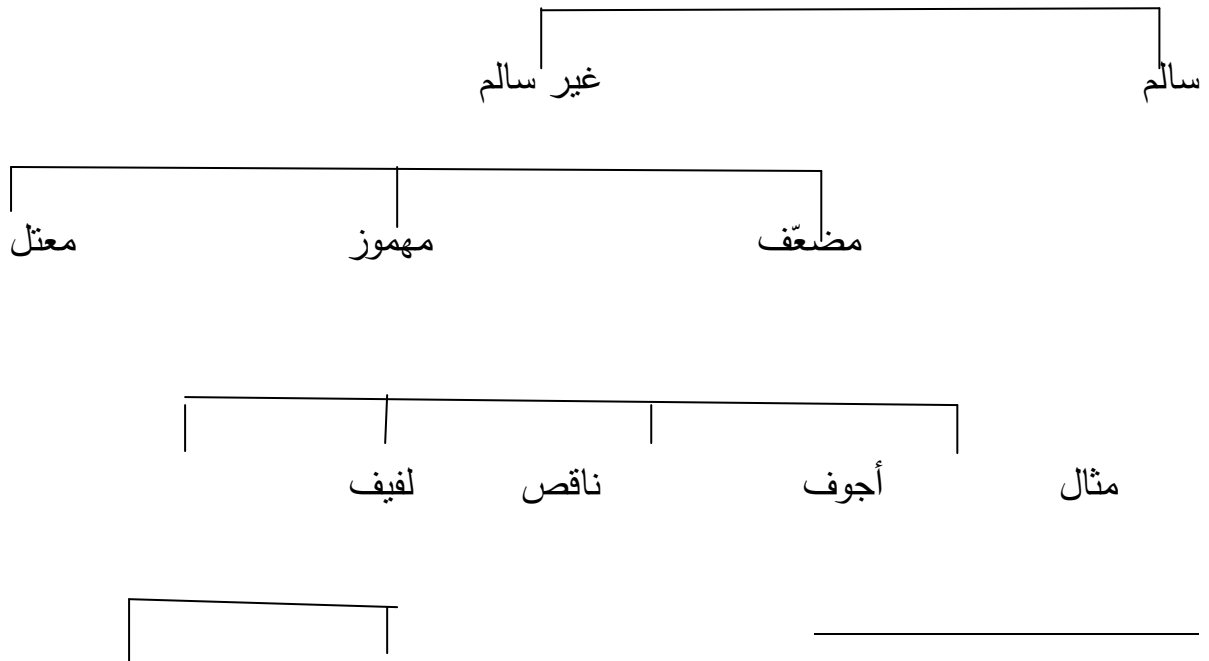 سالم غير سالم
مضعّف مهموز معتل
مثال أجوف ناقص لفيف